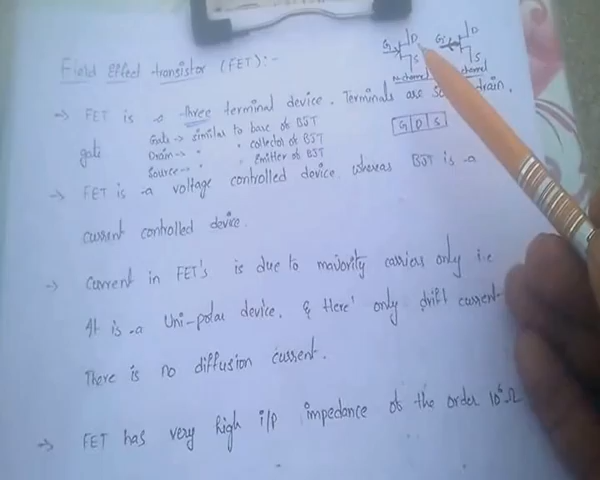 G D G D
S S
n-channel channel
Field Effect transistor (FET):-
→ FET is a three terminal device. Terminals are drain,
gate
Gate → similar to base of BJT
Drain → " " collector of BJT
Source → " " Emitter of BJT
G D S
→ FET is a voltage controlled device whereas BJT is a
current controlled device.
→ Current in FET's is due to majority carries only i.e
It is a Uni-polar device. & Here only drift current
There is no diffusion current.
→ FET has very high i/p impedance of the order 10⁶Ω